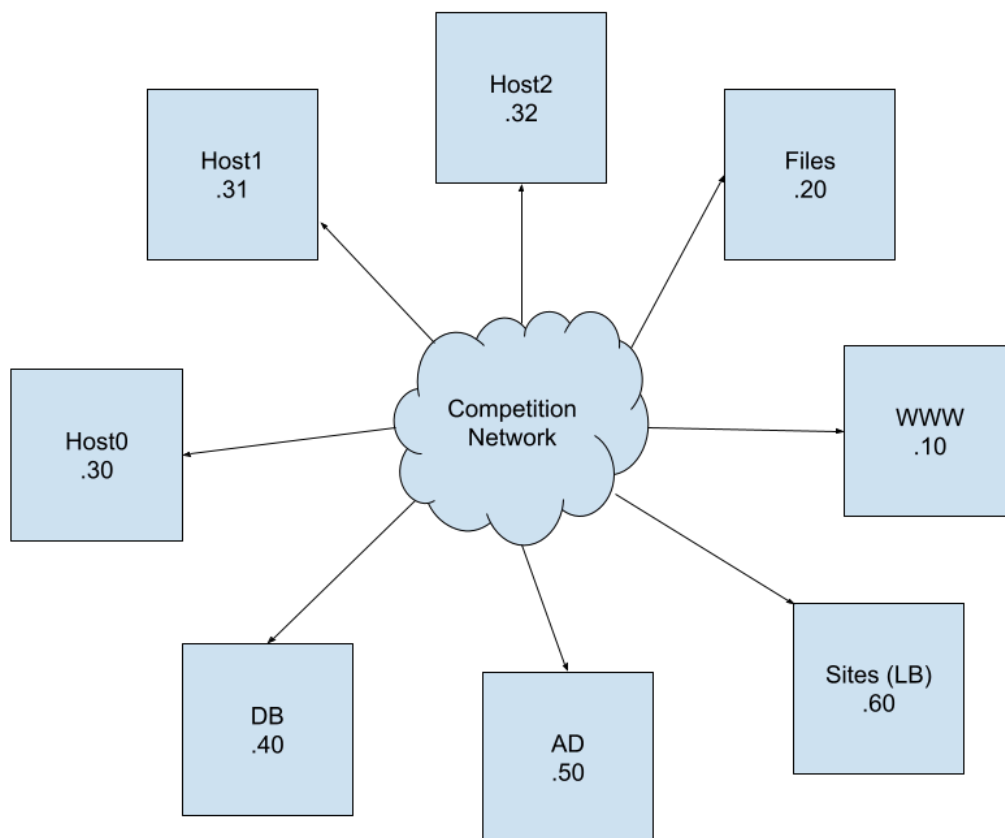 Host2
.32
Host1
.31
Files
.20
Competition
Network
WWW
.10
Host0
.30
Sites (LB)
.60
DB
.40
AD
.50